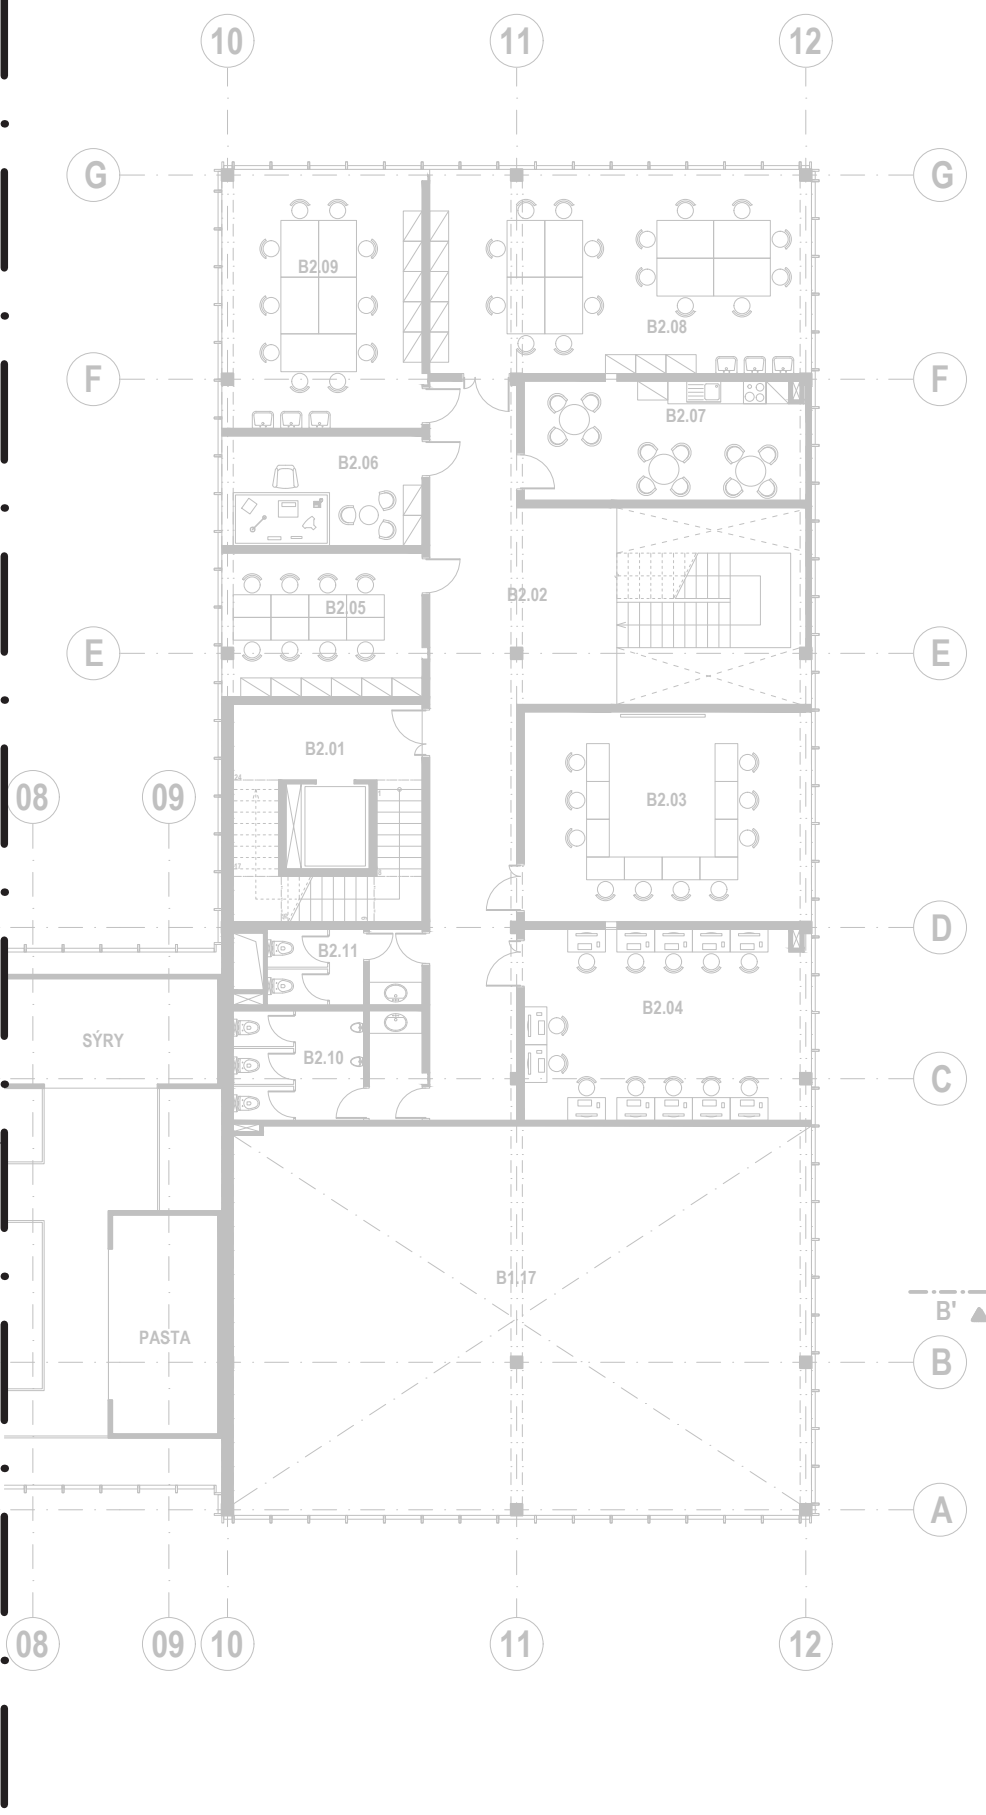 10 11 12
G G
B2.09
B2.08
F F
B2.07
B2.06
B2.02
B2.05
E E
B2.01
08 09
B2.03
D
B2.11
B2.04
SÝRY
B2.10
C
B1.17
B'
PASTA
B
A
08 09 10 11 12